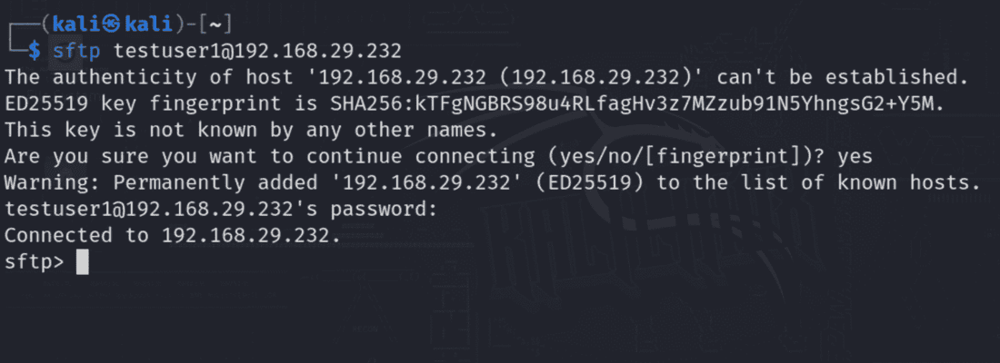 ┌──(kali㉿kali)-[~]
└─$ sftp testuser1@192.168.29.232
The authenticity of host '192.168.29.232 (192.168.29.232)' can't be established.
ED25519 key fingerprint is SHA256:kTFgNGBRS98u4RLfagHv3z7MZzub91N5YhngsG2+Y5M.
This key is not known by any other names.
Are you sure you want to continue connecting (yes/no/[fingerprint])? yes
Warning: Permanently added '192.168.29.232' (ED25519) to the list of known hosts.
testuser1@192.168.29.232's password:
Connected to 192.168.29.232.
sftp>